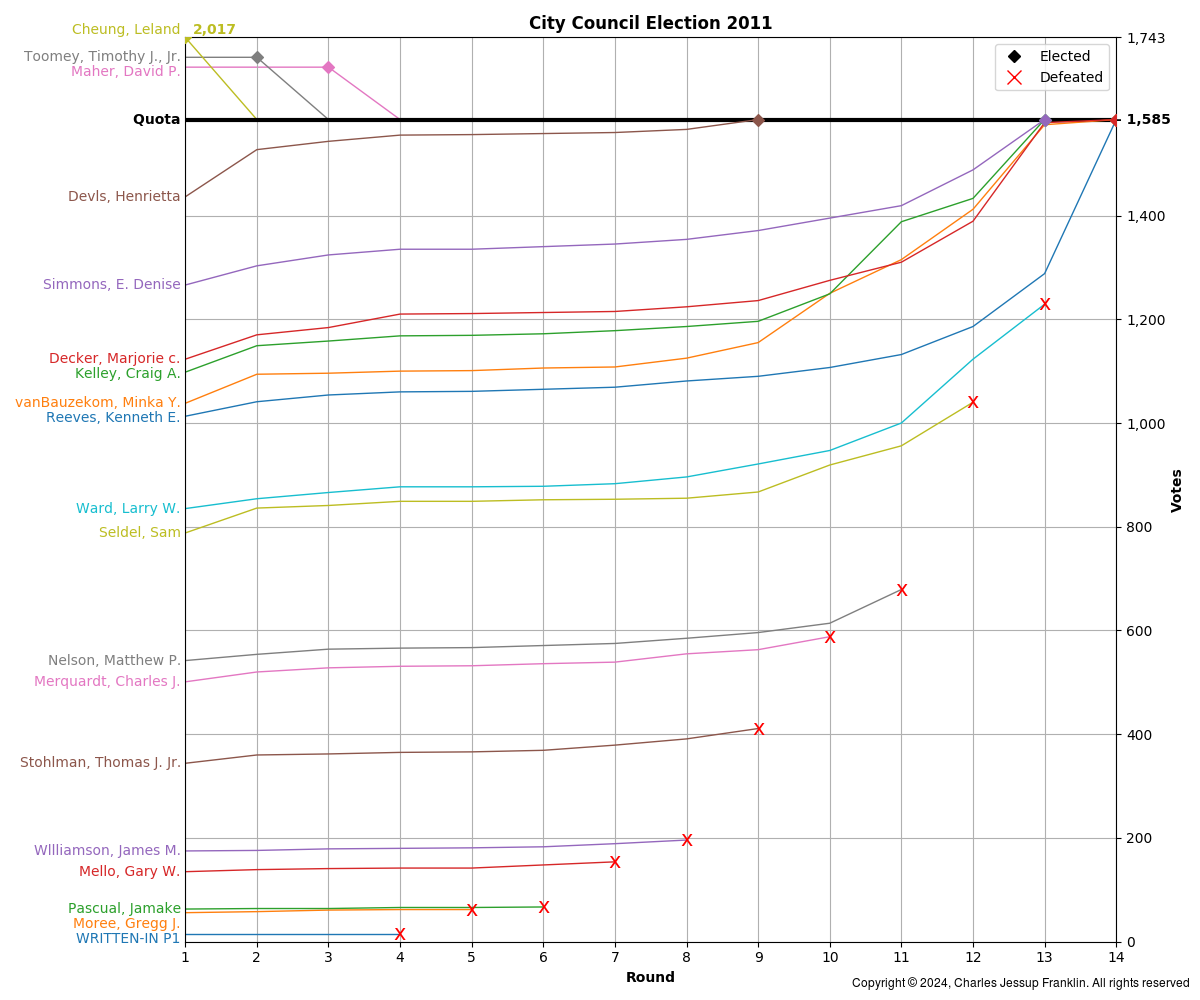 City Council Election 2011
Cheung, Leland 2,017
Toomey, Timothy J., Jr.
Maher, David P.
Quota
Devls, Henrietta
Simmons, E. Denise
Decker, Marjorie c.
Kelley, Craig A.
vanBauzekom, Minka Y.
Reeves, Kenneth E.
Ward, Larry W.
Seldel, Sam
Nelson, Matthew P.
Merquardt, Charles J.
Stohlman, Thomas J. Jr.
Wlliamson, James M.
Mello, Gary W.
Pascual, Jamake
Moree, Gregg J.
WRITTEN-IN P1
Elected
Defeated
1,743
1,585
1,400
1,200
1,000
800
600
400
200
0
Votes
1 2 3 4 5 6 7 8 9 10 11 12 13 14
Round
Copyright © 2024, Charles Jessup Franklin. All rights reserved